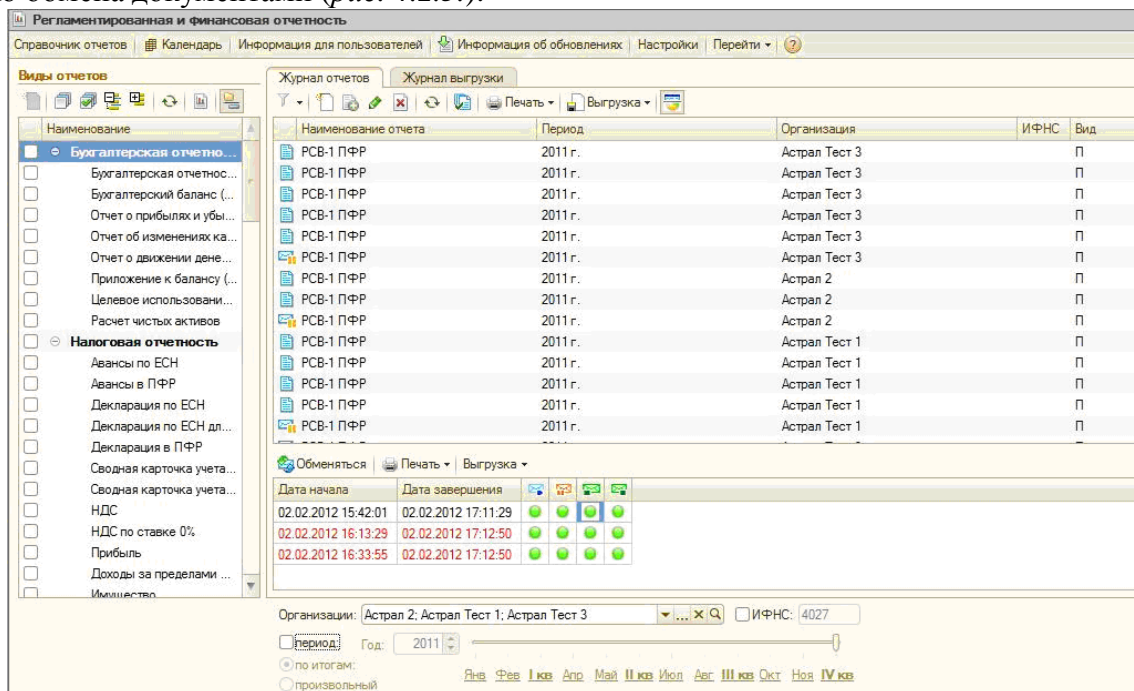 обмена документами (рис. 4.2.37).
Регламентированная и финансовая отчетность
Справочник отчетов Календарь Информация для пользователей Информация об обновлениях Настройки Перейти
Виды отчетов
Журнал отчетов Журнал выгрузки
Печать Выгрузка
Наименование
Наименование отчета Период Организация ИФНС Вид
Бухгалтерская отчетно...
РСВ-1 ПФР 2011 г. Астрал Тест 3 П
Бухгалтерская отчетнос...
РСВ-1 ПФР 2011 г. Астрал Тест 3 П
Бухгалтерский баланс (...
РСВ-1 ПФР 2011 г. Астрал Тест 3 П
Отчет о прибылях и убы...
РСВ-1 ПФР 2011 г. Астрал Тест 3 П
Отчет об изменениях ка...
РСВ-1 ПФР 2011 г. Астрал Тест 3 П
Отчет о движении дене...
РСВ-1 ПФР 2011 г. Астрал Тест 3 П
Приложение к балансу (...
РСВ-1 ПФР 2011 г. Астрал 2 П
Целевое использовани...
РСВ-1 ПФР 2011 г. Астрал 2 П
Расчет чистых активов
РСВ-1 ПФР 2011 г. Астрал 2 П
Налоговая отчетность
РСВ-1 ПФР 2011 г. Астрал Тест 1 П
Авансы по ЕСН
РСВ-1 ПФР 2011 г. Астрал Тест 1 П
Авансы в ПФР
РСВ-1 ПФР 2011 г. Астрал Тест 1 П
Декларация по ЕСН
РСВ-1 ПФР 2011 г. Астрал Тест 1 П
Декларация по ЕСН дл...
РСВ-1 ПФР 2011 г. Астрал Тест 1 П
Декларация в ПФР
Сводная карточка учета...
Обменяться Печать Выгрузка
Сводная карточка учета...
Дата начала Дата завершения
НДС
02.02.2012 15:42:01 02.02.2012 17:11:29
НДС по ставке 0%
02.02.2012 16:13:29 02.02.2012 17:12:50
Прибыль
02.02.2012 16:33:55 02.02.2012 17:12:50
Доходы за пределами ...
Имущество
Организации: Астрал 2; Астрал Тест 1; Астрал Тест 3 ... ИФНС: 4027
период: Год: 2011
по итогам:
Янв Фев I кв Апр Май II кв Июл Авг III кв Окт Ноя IV кв
произвольный